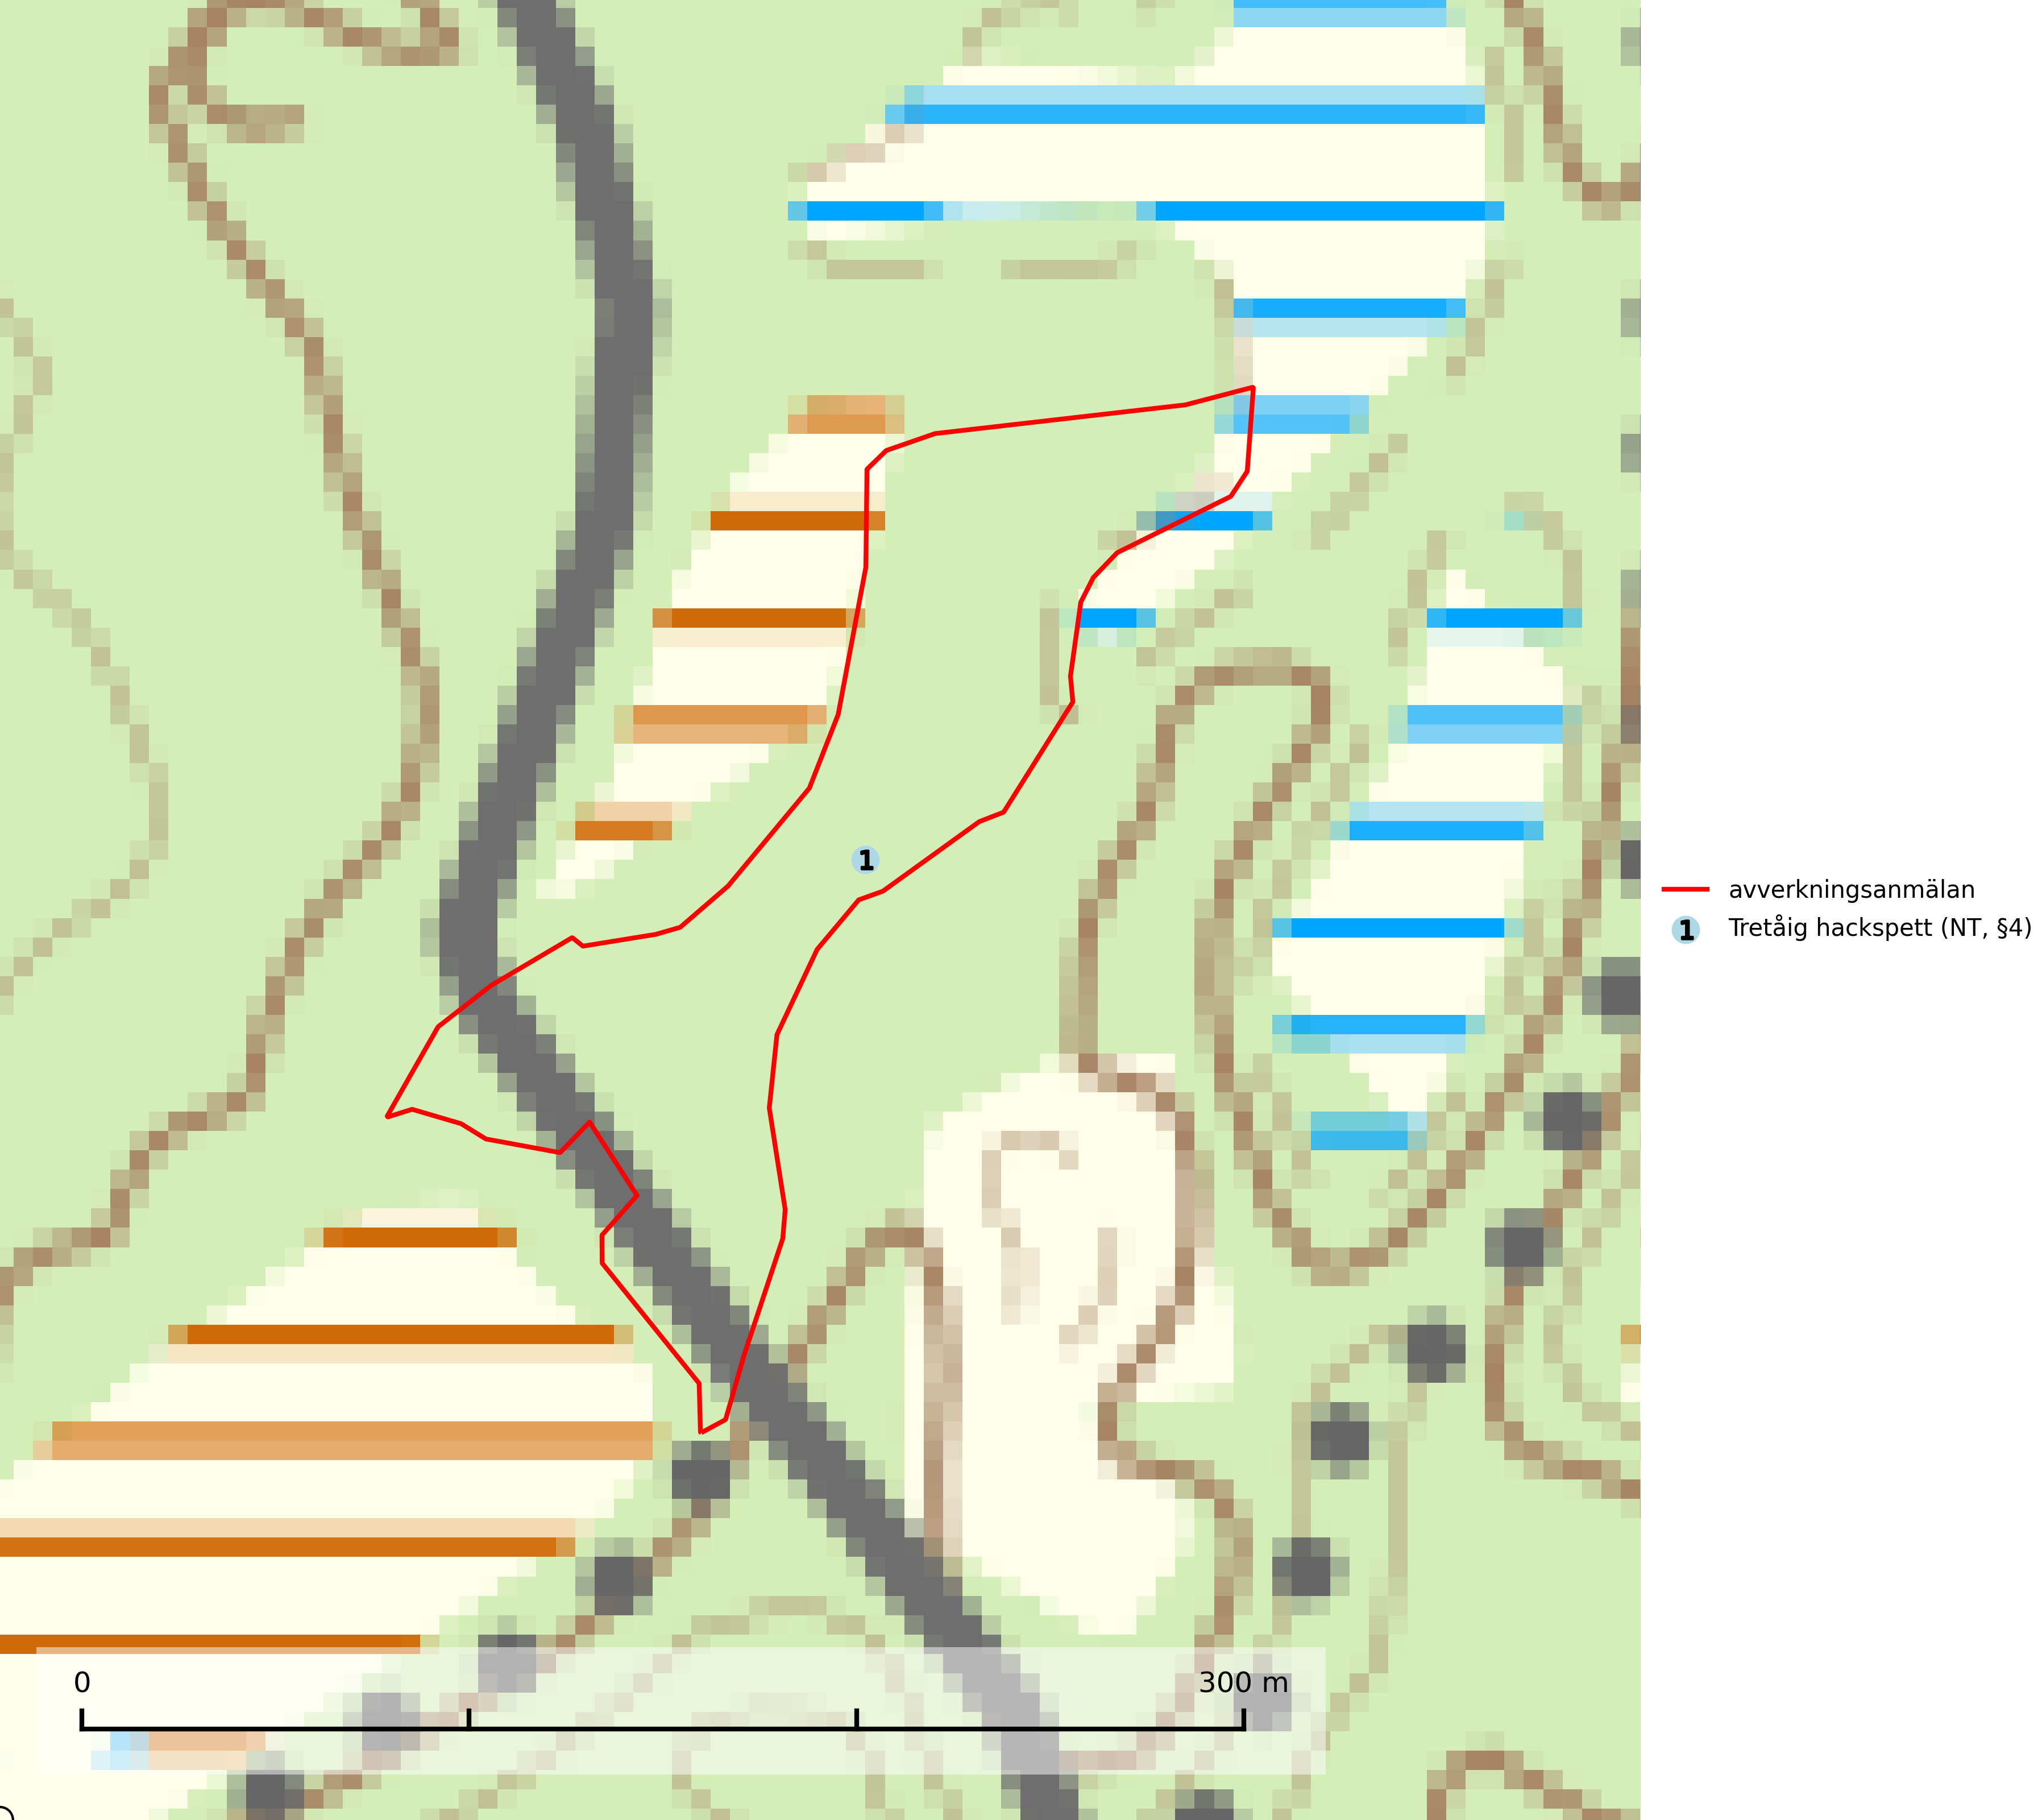 1
avverkningsanmälan
1 Tretåig hackspett (NT, §4)
0 300 m